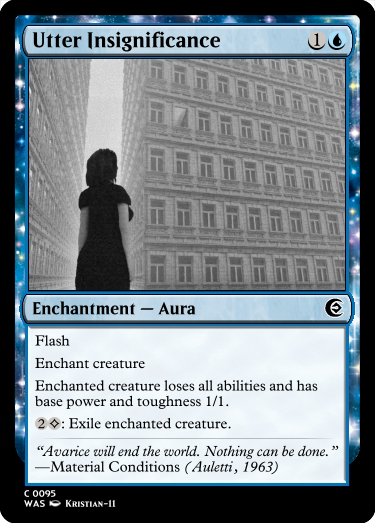 Utter Insignificance 1
Enchantment — Aura
Flash
Enchant creature
Enchanted creature loses all abilities and has
base power and toughness 1/1.
2: Exile enchanted creature.
“Avarice will end the world. Nothing can be done.”
—Material Conditions (Auletti, 1963)
C 0095
WAS Kristian-II